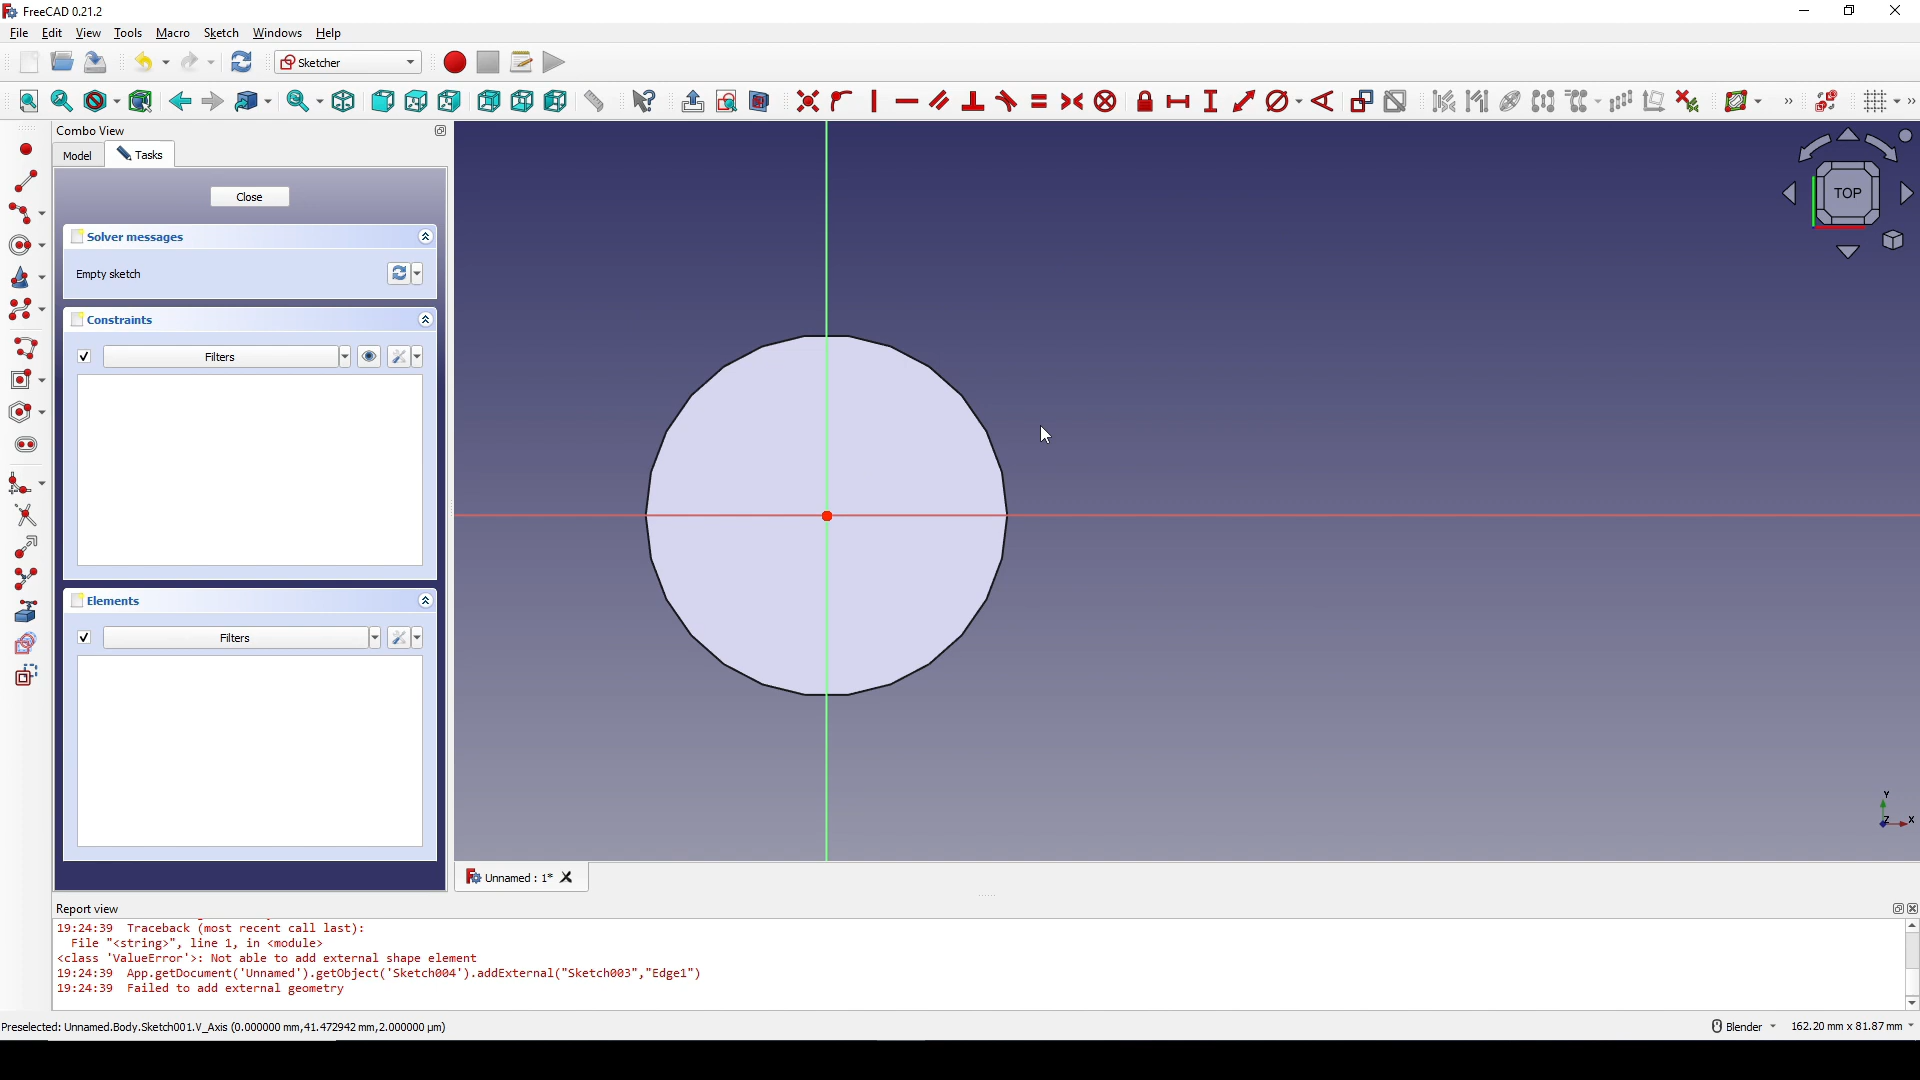 FreeCAD 0.21.2
File Edit View Tools Macro Sketch Windows Help
Sketcher
Combo View
Model Tasks
Close
Solver messages
Empty sketch
Constraints
Filters
Elements
Filters
TOP
Y
Z X
Unnamed : 1*
Report view
19:24:39 Traceback (most recent call last):
File "<string>", line 1, in <module>
<class 'ValueError'>: Not able to add external shape element
19:24:39 App.getDocument('Unnamed').getObject('Sketch004').addExternal("Sketch003","Edge1")
19:24:39 Failed to add external geometry
Preselected: Unnamed.Body.Sketch001.V_Axis (0.000000 mm,41.472942 mm,2.000000 µm)
Blender 162.20 mm x 81.87 mm